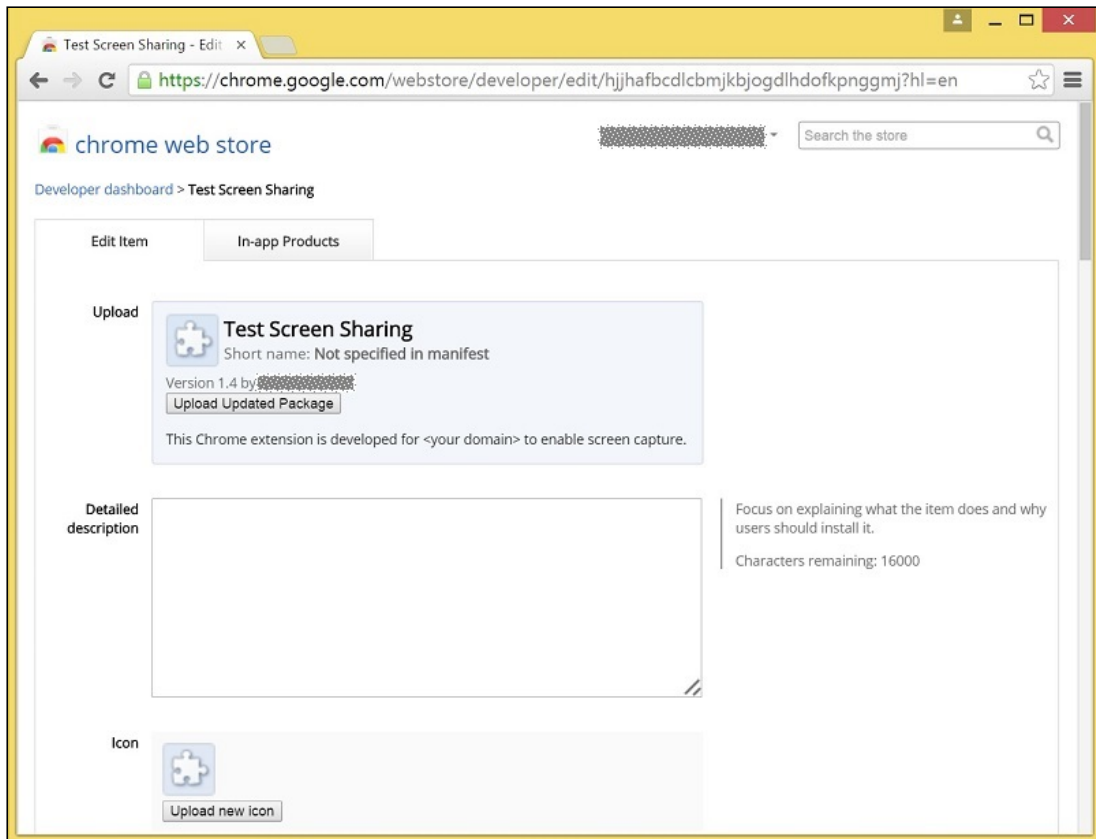 Test Screen Sharing - Edit
https://chrome.google.com/webstore/developer/edit/hjjhafbcdlcbmjkbjogdlhdofkpnggmj?hl=en
chrome web store
Search the store
Developer dashboard > Test Screen Sharing
Edit Item
In-app Products
Upload
Test Screen Sharing
Short name: Not specified in manifest
Version 1.4 by
Upload Updated Package
This Chrome extension is developed for <your domain> to enable screen capture.
Detailed
description
Focus on explaining what the item does and why
users should install it.
Characters remaining: 16000
Icon
Upload new icon